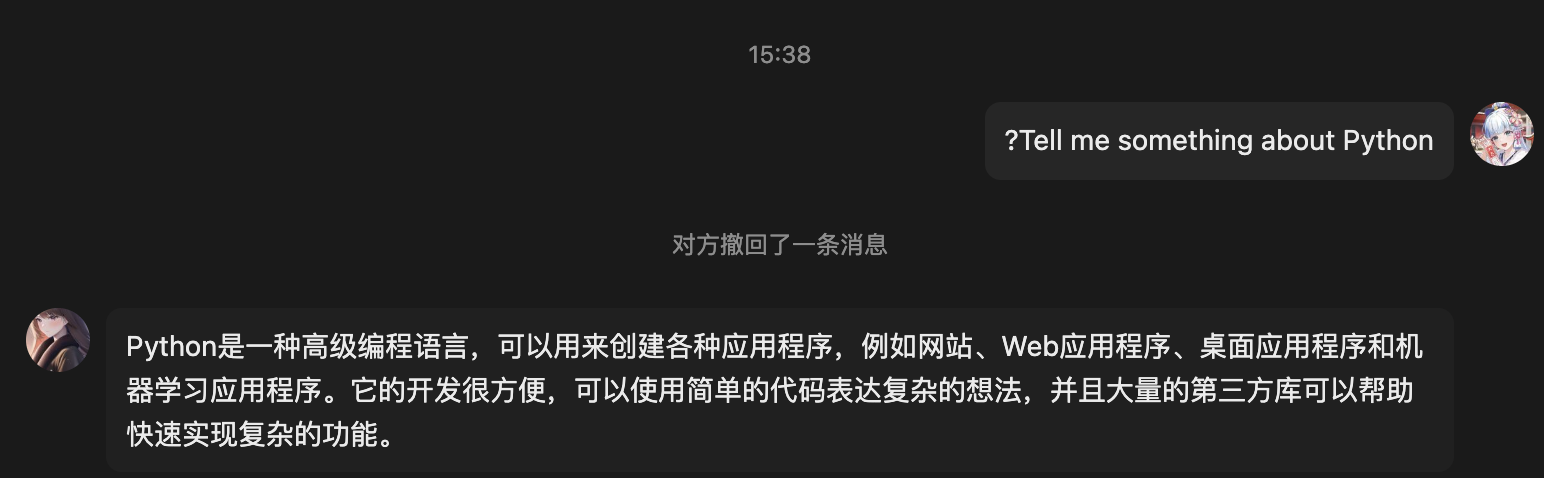 15:38
?Tell me something about Python
对方撤回了一条消息
Python是一种高级编程语言，可以用来创建各种应用程序，例如网站、Web应用程序、桌面应用程序和机
器学习应用程序。它的开发很方便，可以使用简单的代码表达复杂的想法，并且大量的第三方库可以帮助
快速实现复杂的功能。